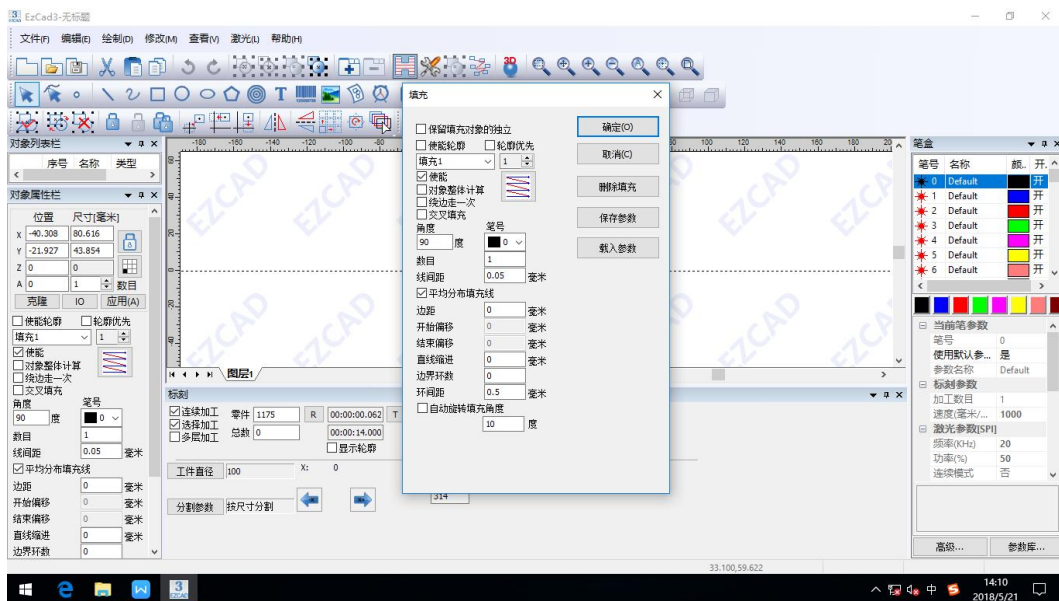 EzCad3-无标题
文件(F) 编辑(E) 绘制(D) 修改(M) 查看(V) 激光(L) 帮助(H)
3D
T
对象列表栏
序号 名称 类型
对象属性栏
位置 尺寸[毫米]
X -40.308 80.616
Y -21.927 43.854
Z 0 0
A 0 1 数目
克隆 IO 应用(A)
使能轮廓 轮廓优先
填充1 1
使能
对象整体计算
绕边走一次
交叉填充
角度 笔号
90 度 0
数目 1
线间距 0.05 毫米
平均分布填充线
边距 0 毫米
开始偏移 0 毫米
结束偏移 0 毫米
直线缩进 0 毫米
边界环数 0
-180 -160 -140 -120 -100 -80
100 120 140 160 180 20
EZCAD
图层1
标刻
连续加工 零件 1175 R 00:00:00.062 T
选择加工 总数 0 00:00:14.000
多层加工
显示轮廓
工件直径 100 X: 0
分割参数 按尺寸分割
314
填充
保留填充对象的独立
使能轮廓 轮廓优先
填充1 1
使能
对象整体计算
绕边走一次
交叉填充
角度 笔号
90 度 0
数目 1
线间距 0.05 毫米
平均分布填充线
边距 0 毫米
开始偏移 0 毫米
结束偏移 0 毫米
直线缩进 0 毫米
边界环数 0
环间距 0.5 毫米
自动旋转填充角度
10 度
确定(O)
取消(C)
删除填充
保存参数
载入参数
笔盒
笔号 名称 颜.. 开.
0 Default 开
1 Default 开
2 Default 开
3 Default 开
4 Default 开
5 Default 开
6 Default 开
当前笔参数
笔号 0
使用默认参... 是
参数名称 Default
标刻参数
加工数目 1
速度(毫米/... 1000
激光参数[SPI]
频率(KHz) 20
功率(%) 50
连续模式 否
高级... 参数库...
33.100,59.622
中
14:10
2018/5/21